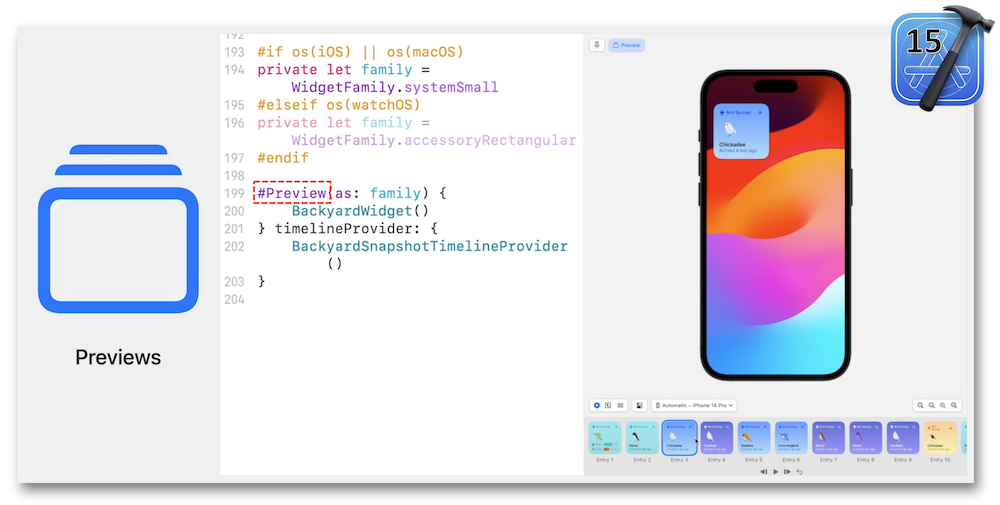 15
192
193 #if os(iOS) || os(macOS)
194 private let family =
WidgetFamily.systemSmall
195 #elseif os(watchOS)
196 private let family =
WidgetFamily.accessoryRectangular
197 #endif
198
199 #Preview(as: family) {
200 BackyardWidget()
201 } timelineProvider: {
202 BackyardSnapshotTimelineProvider
()
203 }
204
Previews
Preview
Bird Springs
Chickadee
Arrived 4 min ago
Automatic – iPhone 14 Pro
Chickadee
Chickadee
Entry 1
Entry 2
Entry 3
Entry 4
Entry 5
Entry 6
Entry 7
Entry 8
Entry 9
Entry 10